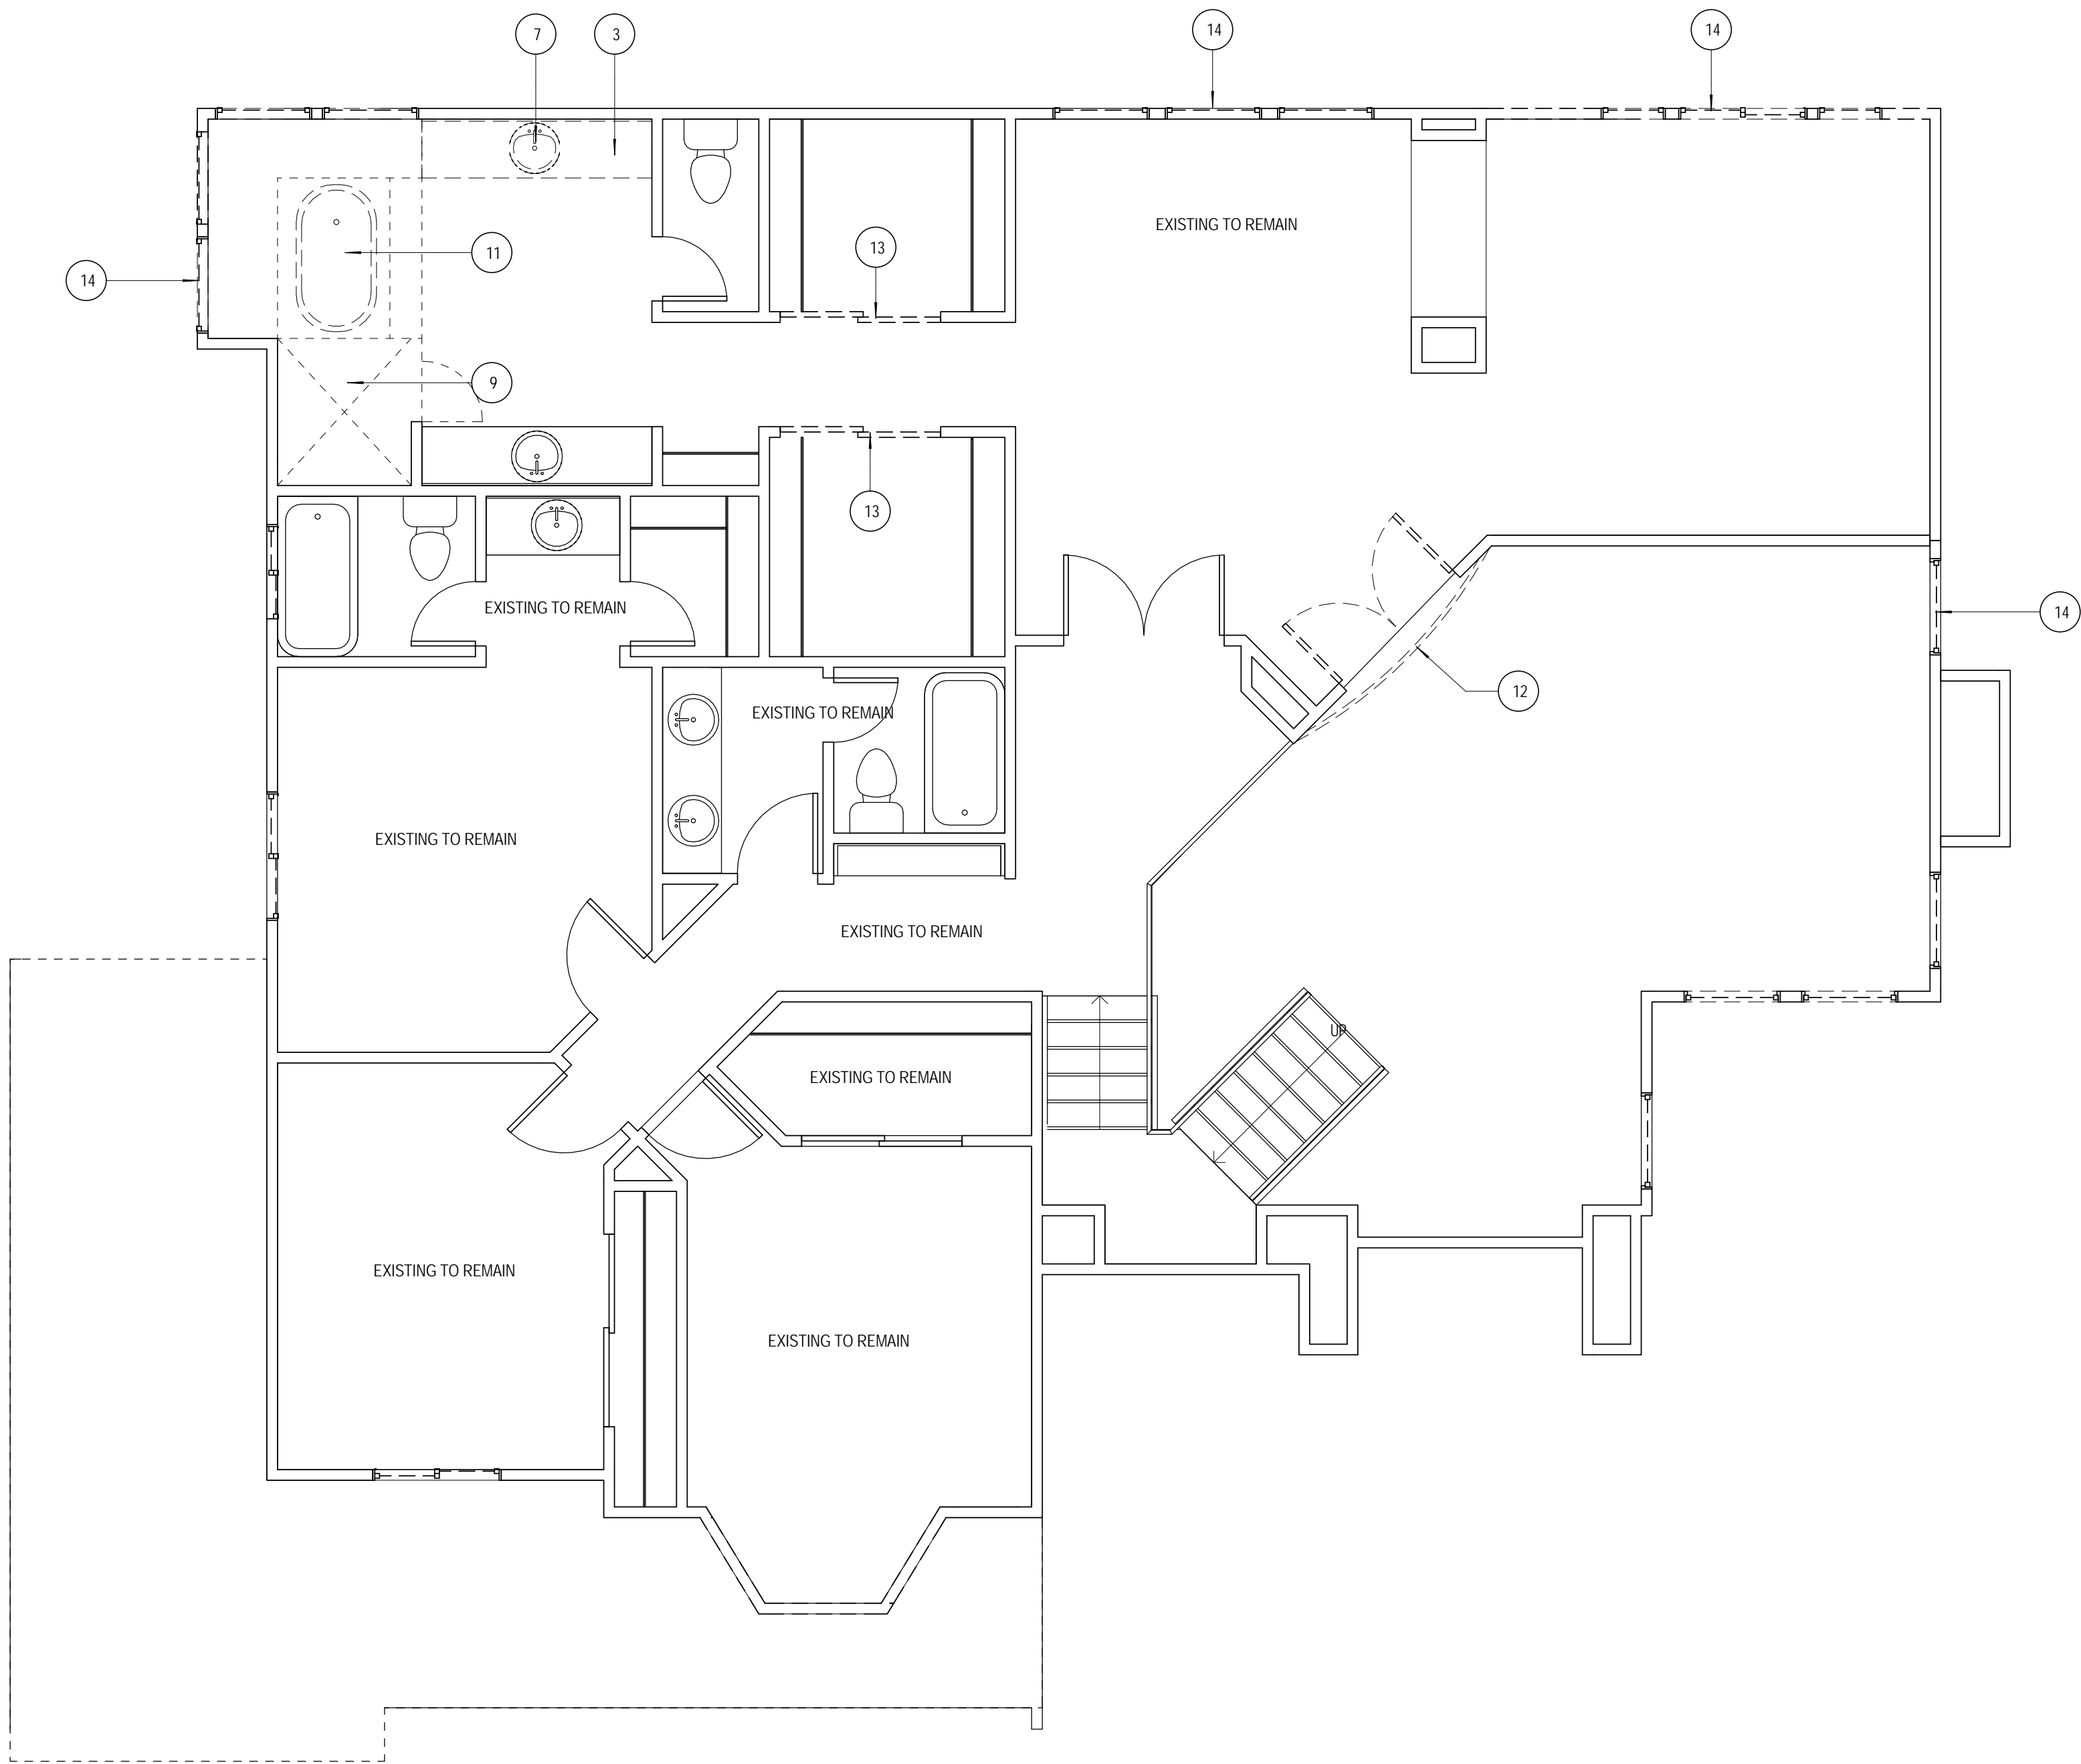 7
3
14
14
EXISTING TO REMAIN
13
11
14
9
13
EXISTING TO REMAIN
14
12
EXISTING TO REMAIN
EXISTING TO REMAIN
EXISTING TO REMAIN
UP
EXISTING TO REMAIN
EXISTING TO REMAIN
EXISTING TO REMAIN